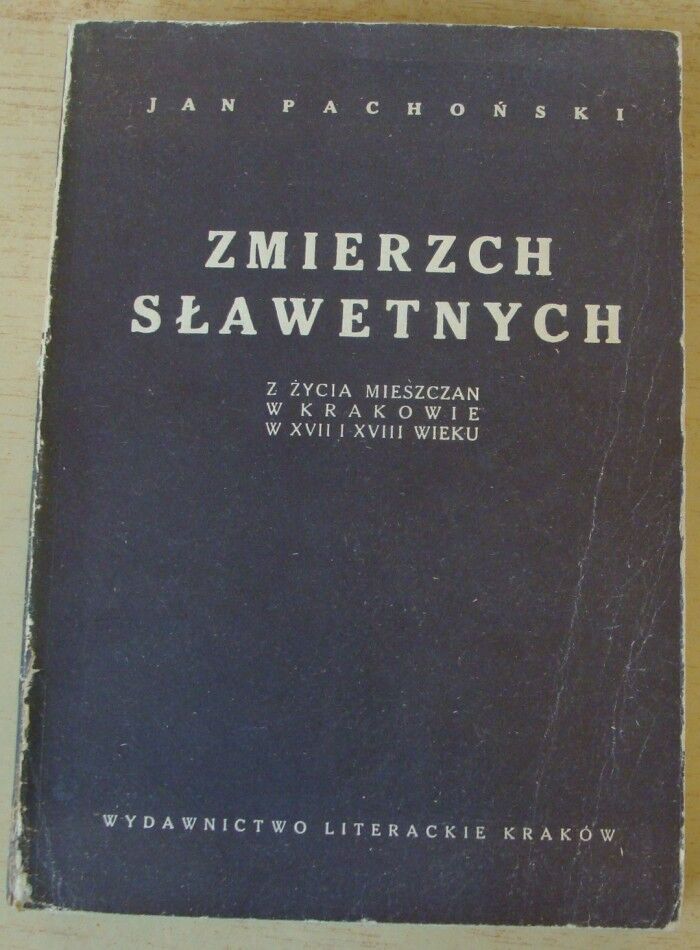 JAN PACHOŃSKI
ZMIERZCH
SŁAWETNYCH
Z ŻYCIA MIESZCZAN
W KRAKOWIE
W XVII I XVIII WIEKU
WYDAWNICTWO LITERACKIE KRAKÓW